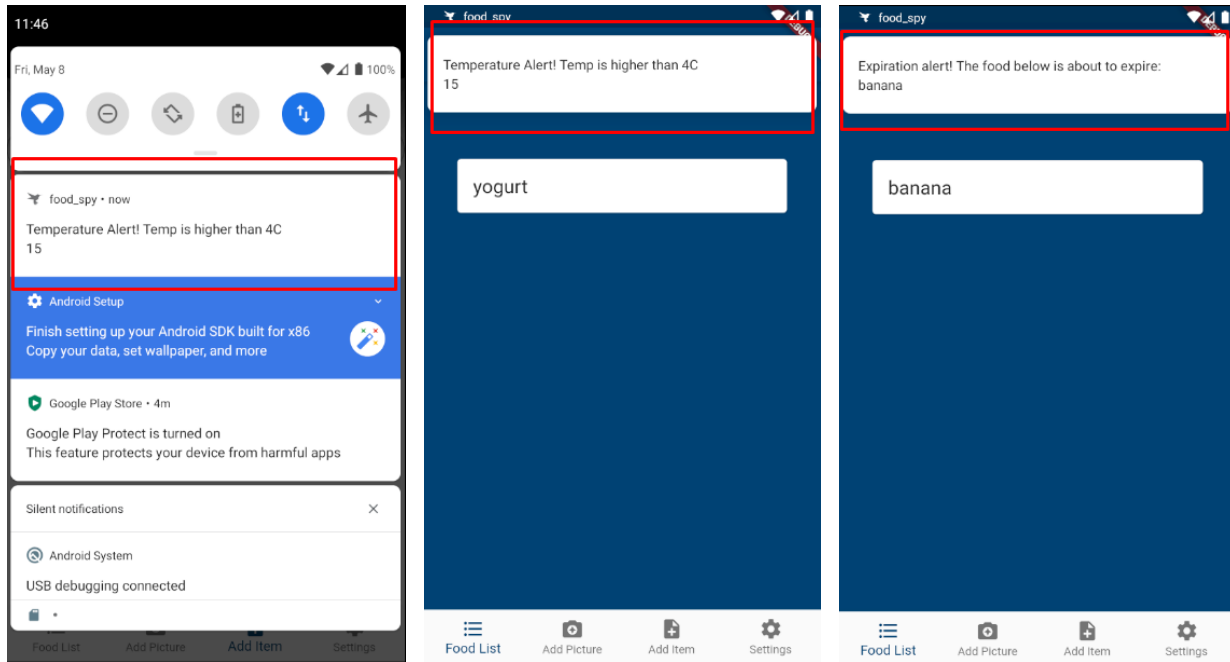 11:46
Fri, May 8
100%
food_spy • now
Temperature Alert! Temp is higher than 4C
15
Android Setup
Finish setting up your Android SDK built for x86
Copy your data, set wallpaper, and more
Google Play Store • 4m
Google Play Protect is turned on
This feature protects your device from harmful apps
Silent notifications
Android System
USB debugging connected
Food List
Add Picture
Add Item
Settings
food_spy
Temperature Alert! Temp is higher than 4C
15
yogurt
Food List
Add Picture
Add Item
Settings
food_spy
Expiration alert! The food below is about to expire:
banana
banana
Food List
Add Picture
Add Item
Settings